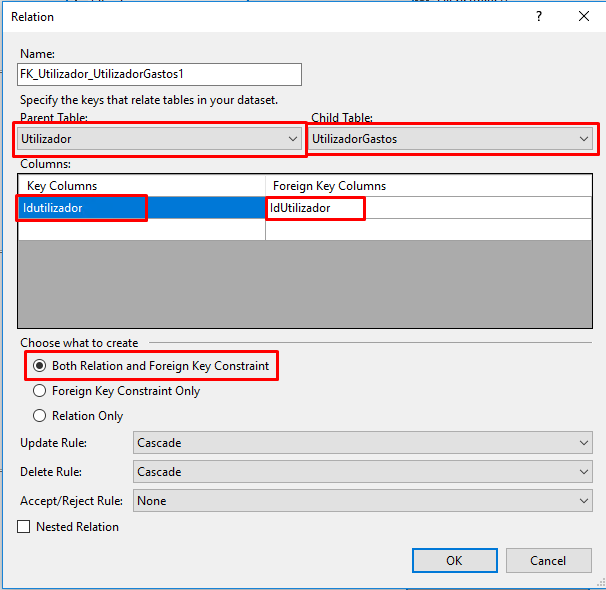 Relation
?
Name:
FK_Utilizador_UtilizadorGastos1
Specify the keys that relate tables in your dataset.
Parent Table: Child Table:
Utilizador UtilizadorGastos
Columns:
Key Columns Foreign Key Columns
Idutilizador IdUtilizador
Choose what to create
Both Relation and Foreign Key Constraint
Foreign Key Constraint Only
Relation Only
Update Rule: Cascade
Delete Rule: Cascade
Accept/Reject Rule: None
Nested Relation
OK Cancel